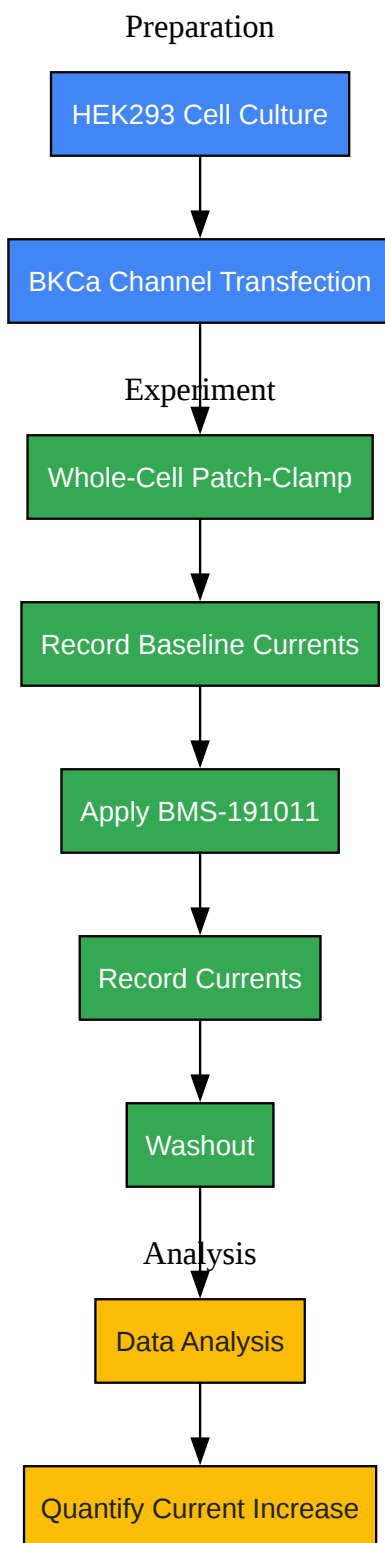 Preparation
HEK293 Cell Culture
BKCa Channel Transfection
Experiment
Whole-Cell Patch-Clamp
Record Baseline Currents
Apply BMS-191011
Record Currents
Washout
Analysis
Data Analysis
Quantify Current Increase